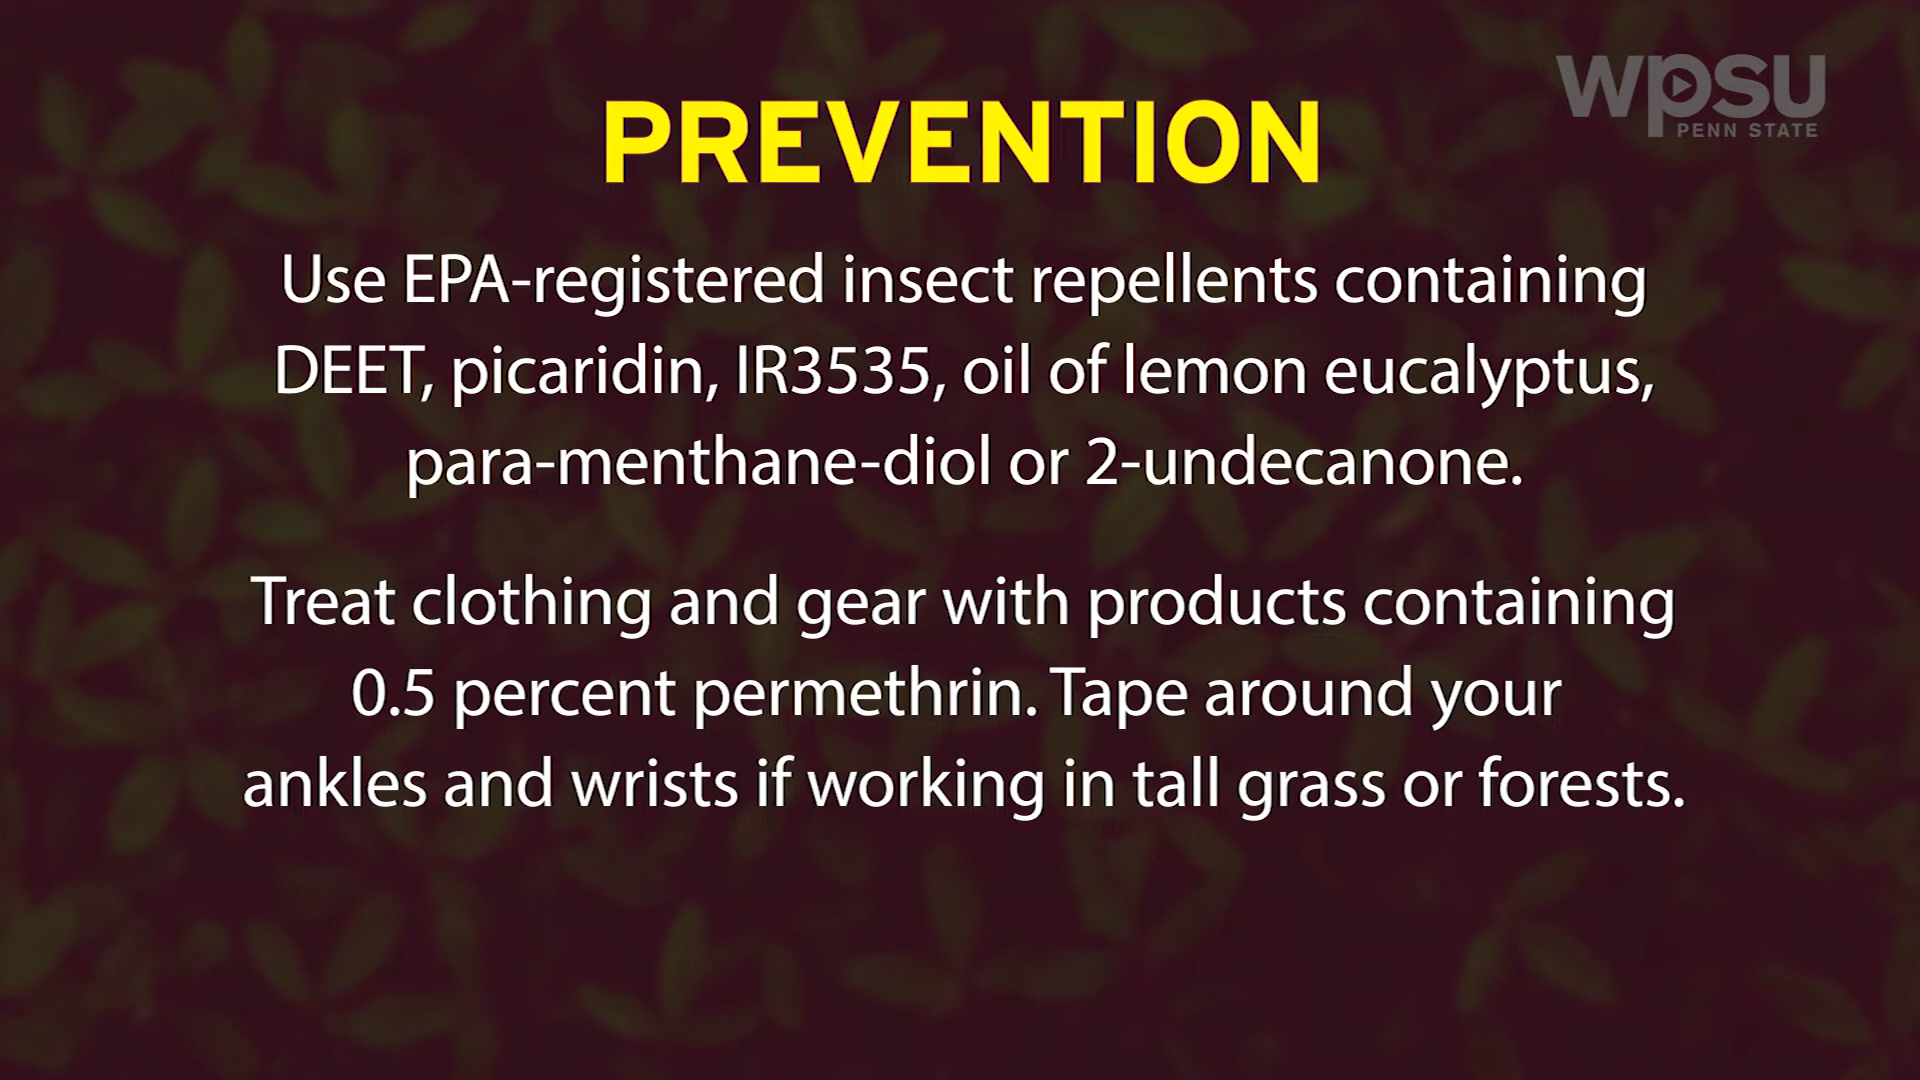 wpsu
PENN STATE
PREVENTION
Use EPA-registered insect repellents containing
DEET, picaridin, IR3535, oil of lemon eucalyptus,
para-menthane-diol or 2-undecanone.
Treat clothing and gear with products containing
0.5 percent permethrin. Tape around your
ankles and wrists if working in tall grass or forests.